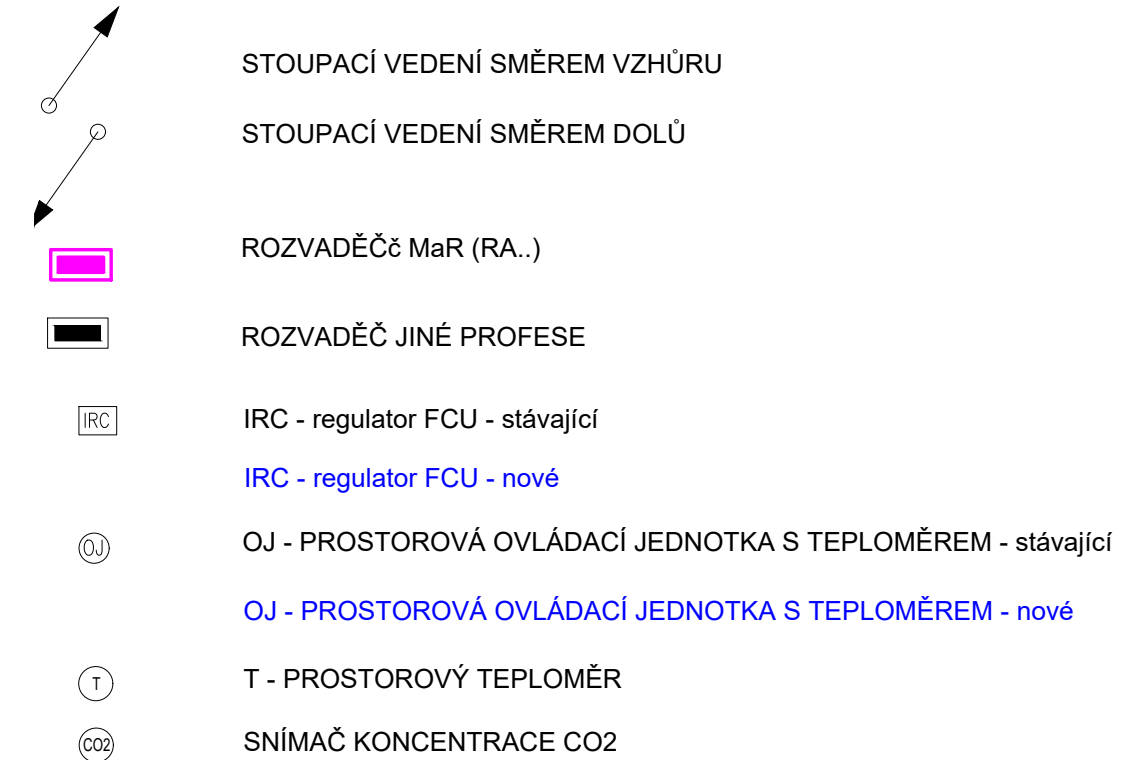 STOUPACÍ VEDENÍ SMĚREM VZHŮRU
STOUPACÍ VEDENÍ SMĚREM DOLŮ
ROZVADĚČč MaR (RA..)
ROZVADĚČ JINÉ PROFESE
IRC IRC - regulator FCU - stávající
IRC - regulator FCU - nové
OJ OJ - PROSTOROVÁ OVLÁDACÍ JEDNOTKA S TEPLOMĚREM - stávající
OJ - PROSTOROVÁ OVLÁDACÍ JEDNOTKA S TEPLOMĚREM - nové
T T - PROSTOROVÝ TEPLOMĚR
CO2 SNÍMAČ KONCENTRACE CO2